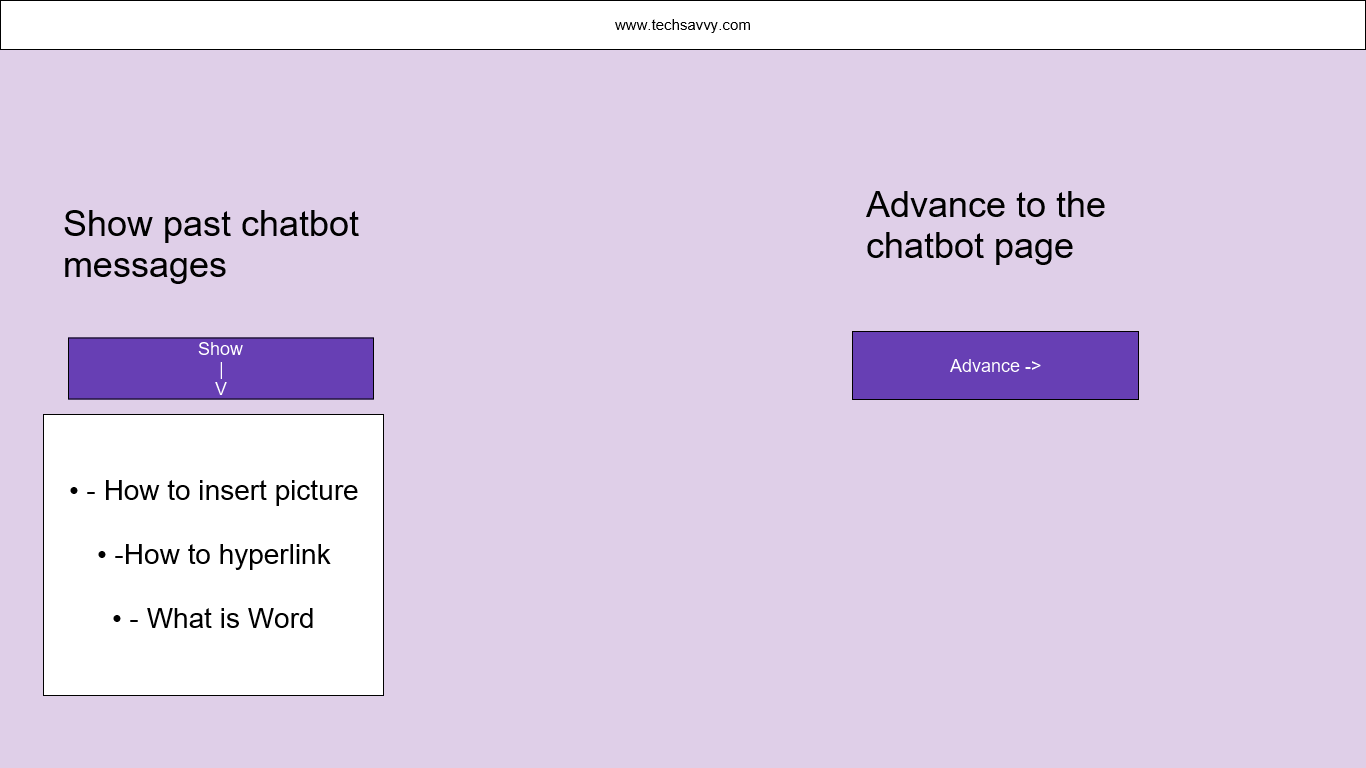 www.techsavvy.com
Show past chatbot
messages
Show
|
V
• - How to insert picture
• -How to hyperlink
• - What is Word
Advance to the
chatbot page
Advance ->